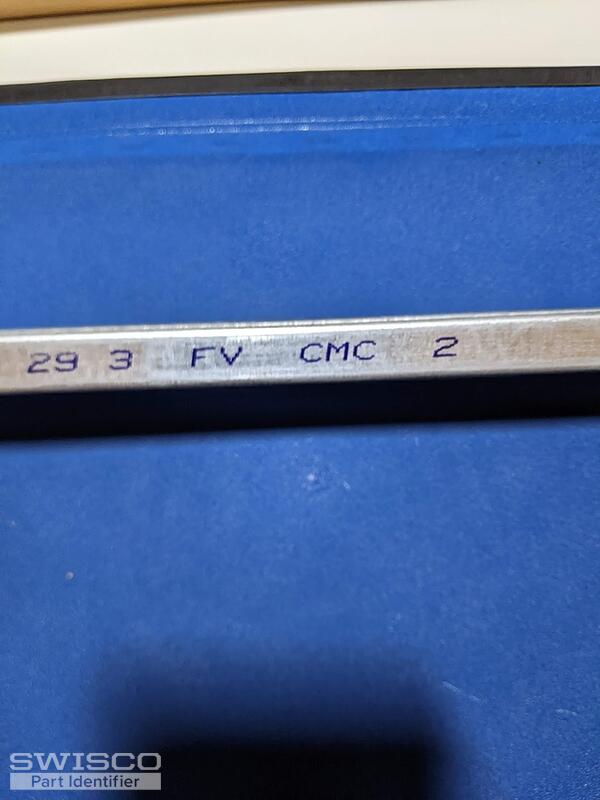 29 3 FV CMC 2
SWISCO
Part Identifier